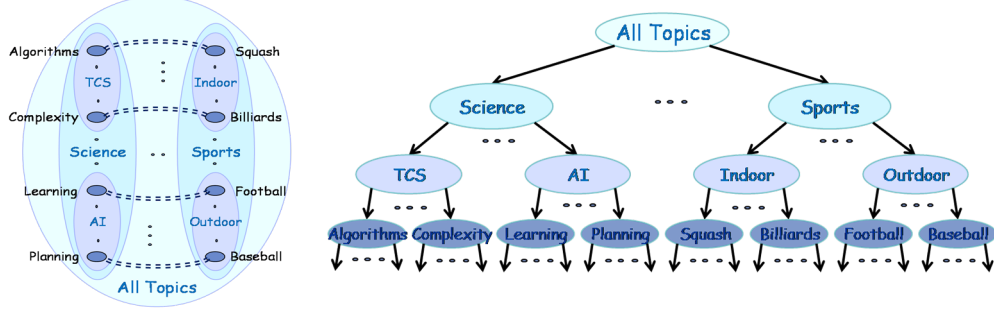 Algorithms Squash
TCS Indoor
Complexity Billiards
Science Sports
Learning Football
AI Outdoor
Planning Baseball
All Topics
All Topics
Science Sports
TCS AI Indoor Outdoor
Algorithms Complexity Learning Planning Squash Billiards Football Baseball